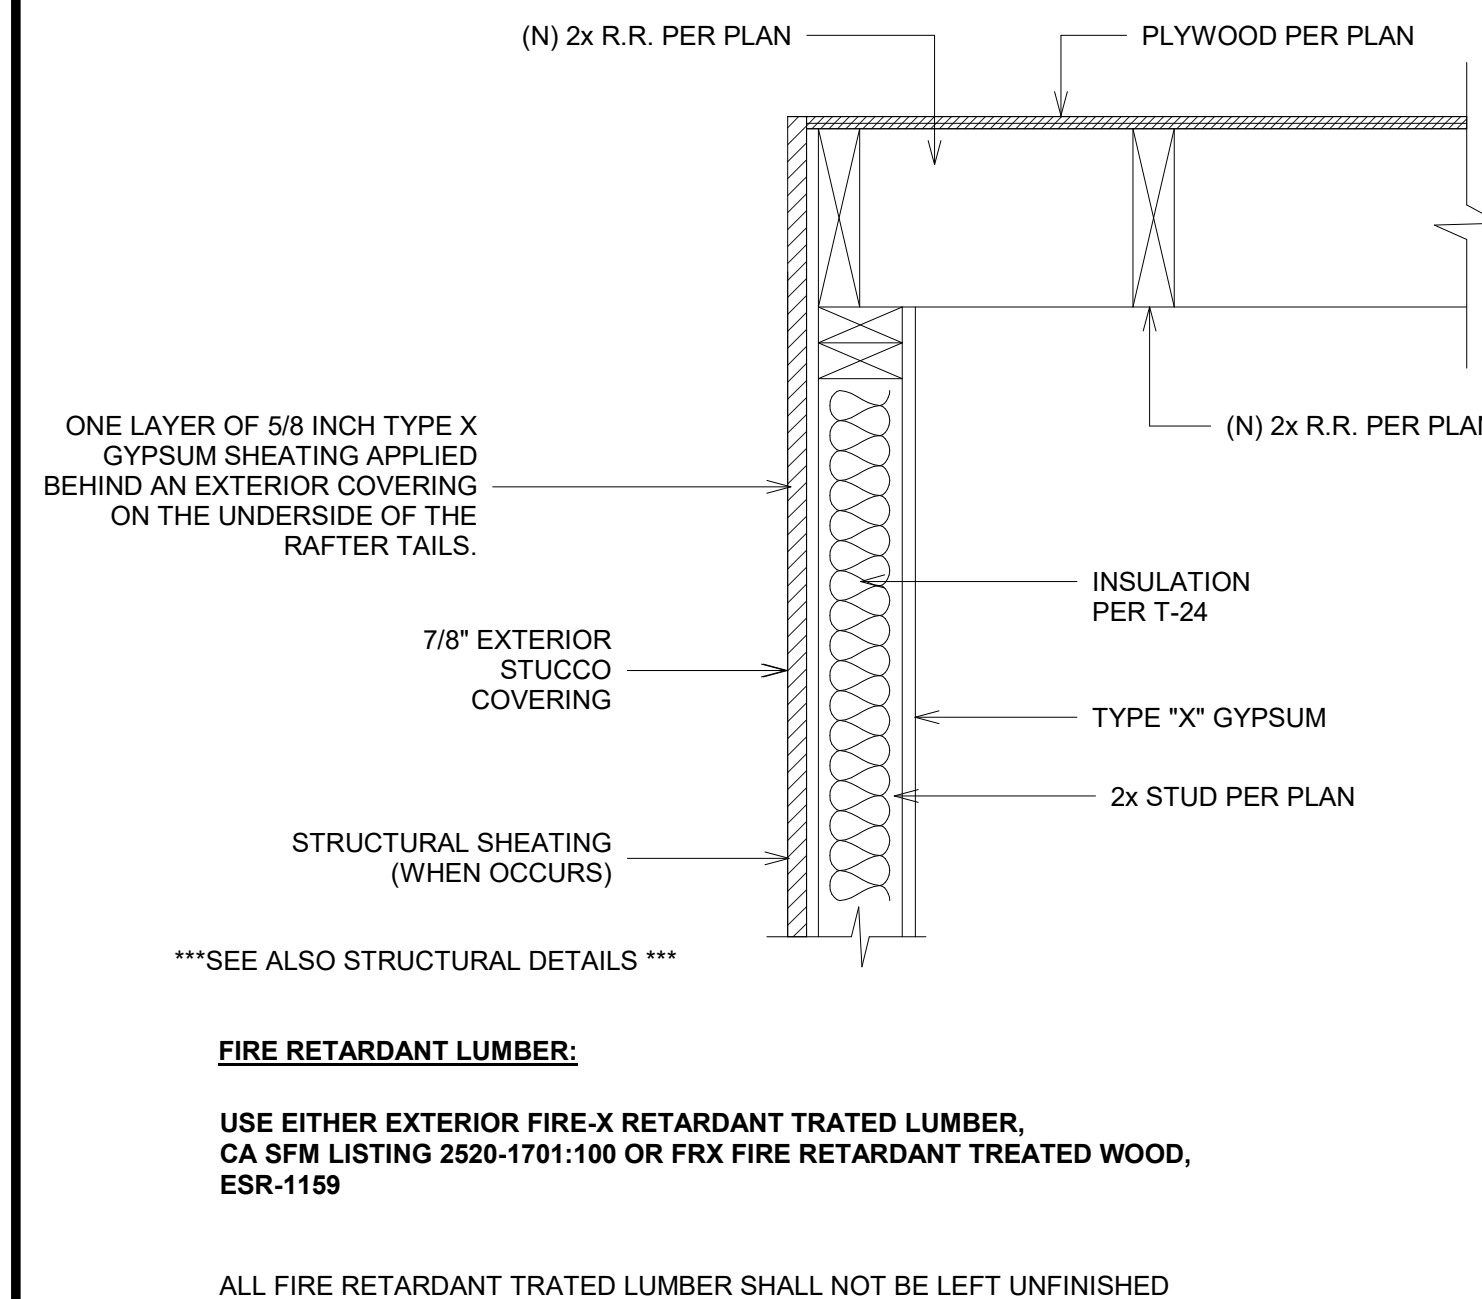 (N) 2x R.R. PER PLAN
PLYWOOD PER PLAN
ONE LAYER OF 5/8 INCH TYPE X
GYPSUM SHEATING APPLIED
BEHIND AN EXTERIOR COVERING
ON THE UNDERSIDE OF THE
RAFTER TAILS.
(N) 2x R.R. PER PLAN
INSULATION
PER T-24
7/8" EXTERIOR
STUCCO
COVERING
TYPE "X" GYPSUM
2x STUD PER PLAN
STRUCTURAL SHEATING
(WHEN OCCURS)
***SEE ALSO STRUCTURAL DETAILS ***
FIRE RETARDANT LUMBER:
USE EITHER EXTERIOR FIRE-X RETARDANT TRATED LUMBER,
CA SFM LISTING 2520-1701:100 OR FRX FIRE RETARDANT TREATED WOOD,
ESR-1159
ALL FIRE RETARDANT TRATED LUMBER SHALL NOT BE LEFT UNFINISHED